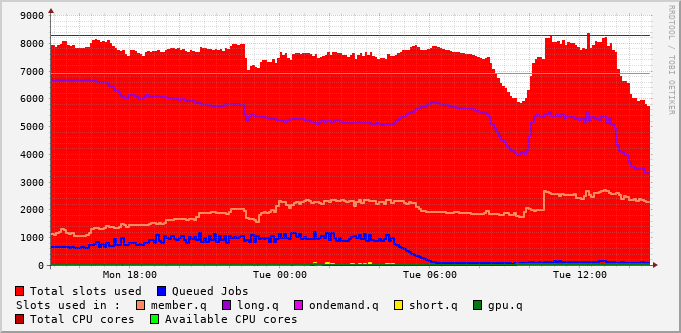 9000
8000
7000
6000
5000
4000
3000
2000
1000
0
Mon 18:00 Tue 00:00 Tue 06:00 Tue 12:00
RRDTOOL / TOBI OETIKER
Total slots used Queued Jobs
Slots used in : member.q long.q ondemand.q short.q gpu.q
Total CPU cores Available CPU cores